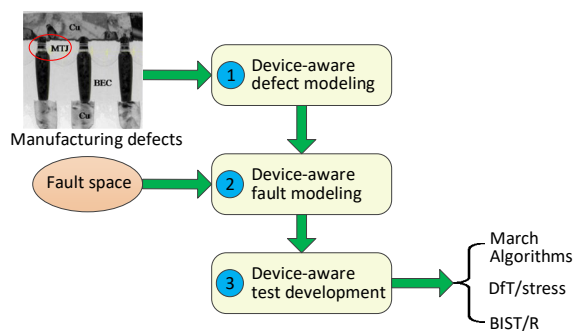 Cu
MTJ
BEC
Cu
Manufacturing defects
Fault space
1
Device-aware
defect modeling
2
Device-aware
fault modeling
3
Device-aware
test development
March
Algorithms
DfT/stress
BIST/R